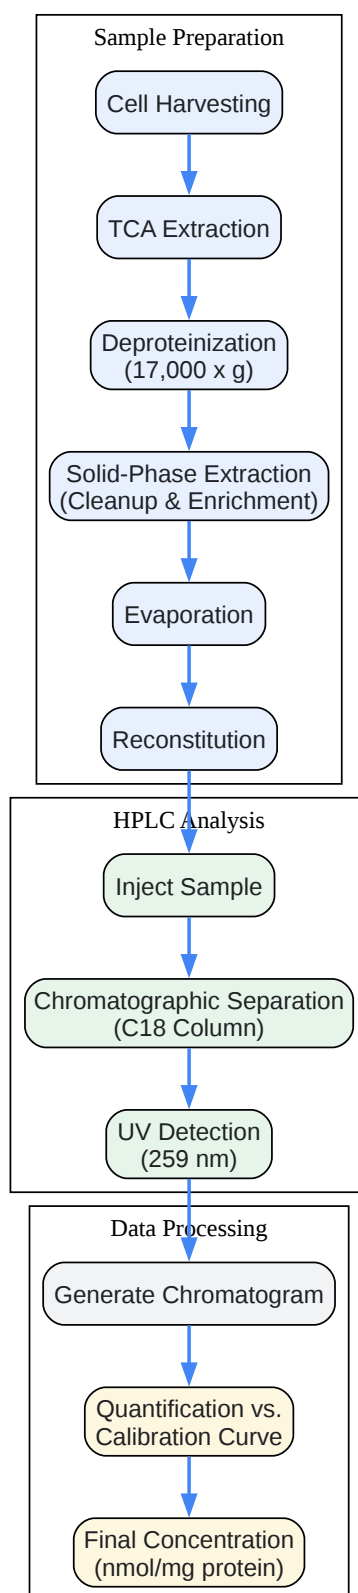 Sample Preparation
Cell Harvesting
TCA Extraction
Deproteinization
(17,000 x g)
Solid-Phase Extraction
(Cleanup & Enrichment)
Evaporation
Reconstitution
HPLC Analysis
Inject Sample
Chromatographic Separation
(C18 Column)
UV Detection
(259 nm)
Data Processing
Generate Chromatogram
Quantification vs.
Calibration Curve
Final Concentration
(nmol/mg protein)